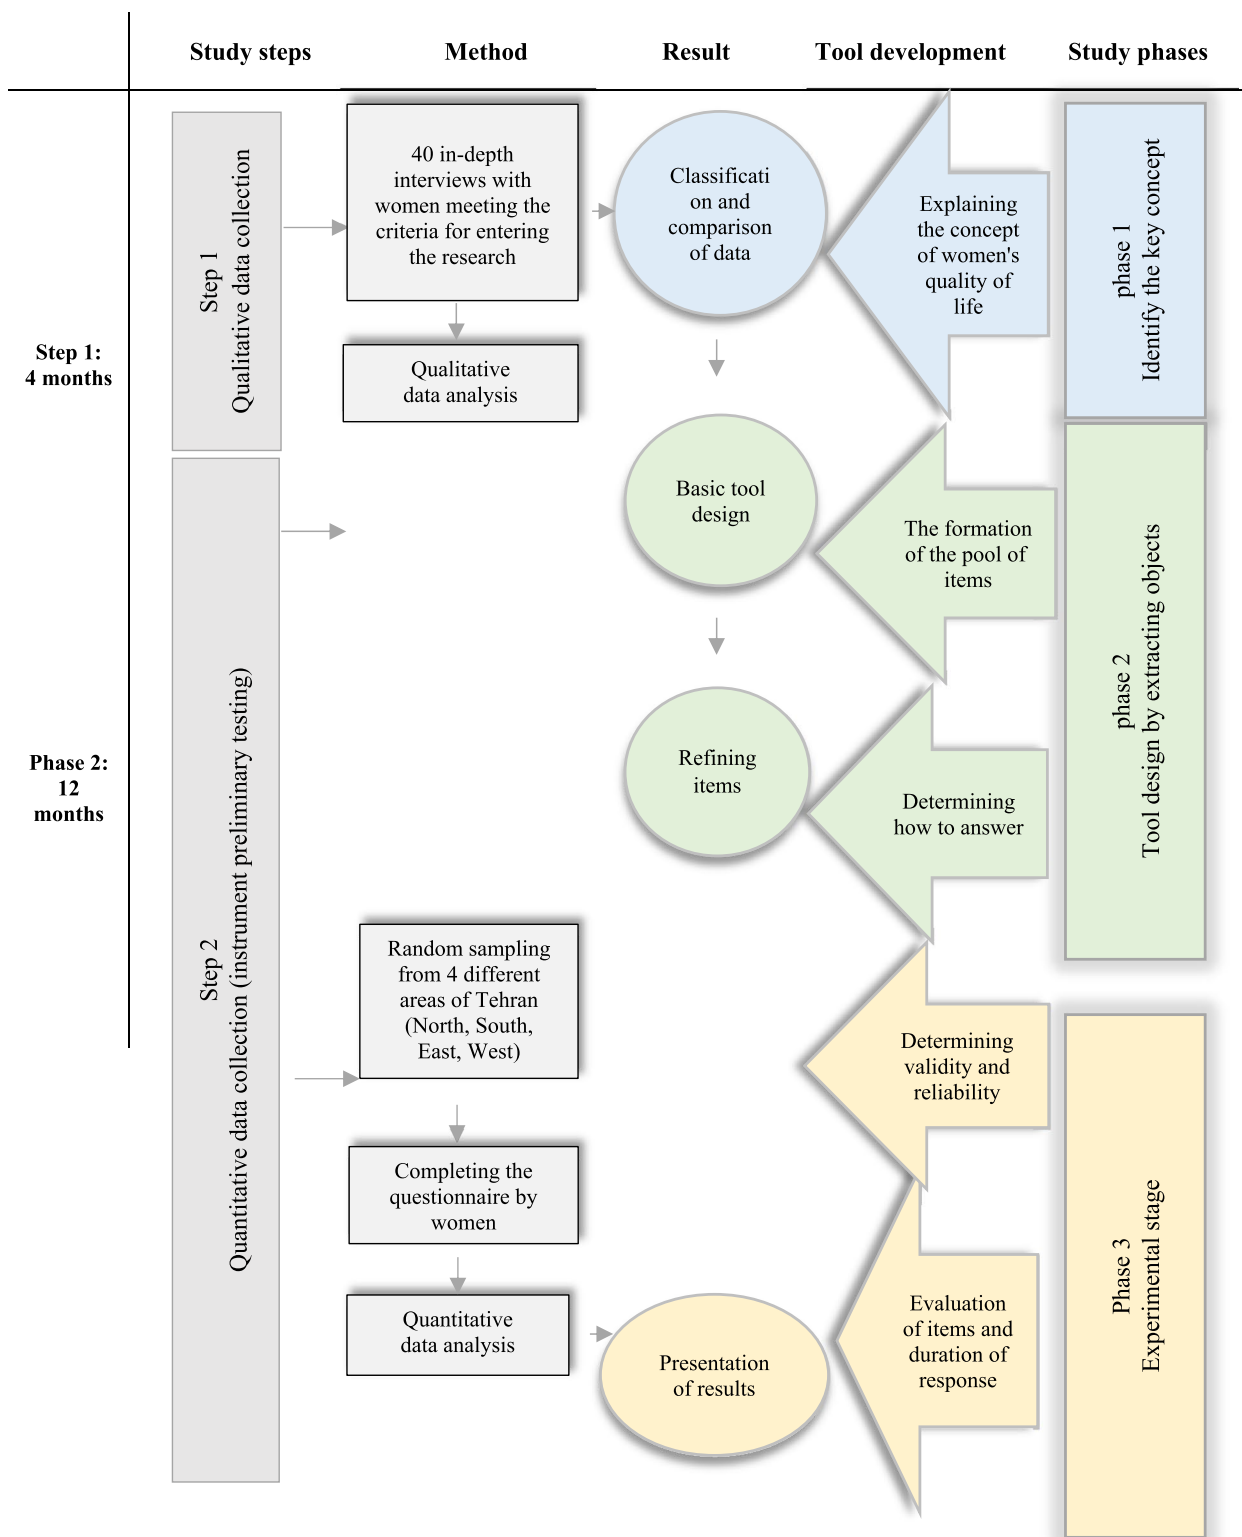 Study steps
Method
Result
Tool development
Study phases
Step 1:
4 months
Phase 2:
12
months
Step 1
Qualitative data collection
Step 2
Quantitative data collection (instrument preliminary testing)
40 in-depth
interviews with
women meeting the
criteria for entering
the research
Qualitative
data analysis
Random sampling
from 4 different
areas of Tehran
(North, South,
East, West)
Completing the
questionnaire by
women
Quantitative
data analysis
Classificati
on and
comparison
of data
Basic tool
design
Refining
items
Presentation
of results
Explaining
the concept
of women's
quality of
life
The formation
of the pool of
items
Determining
how to answer
Determining
validity and
reliability
Evaluation
of items and
duration of
response
phase 1
Identify the key concept
phase 2
Tool design by extracting objects
Phase 3
Experimental stage